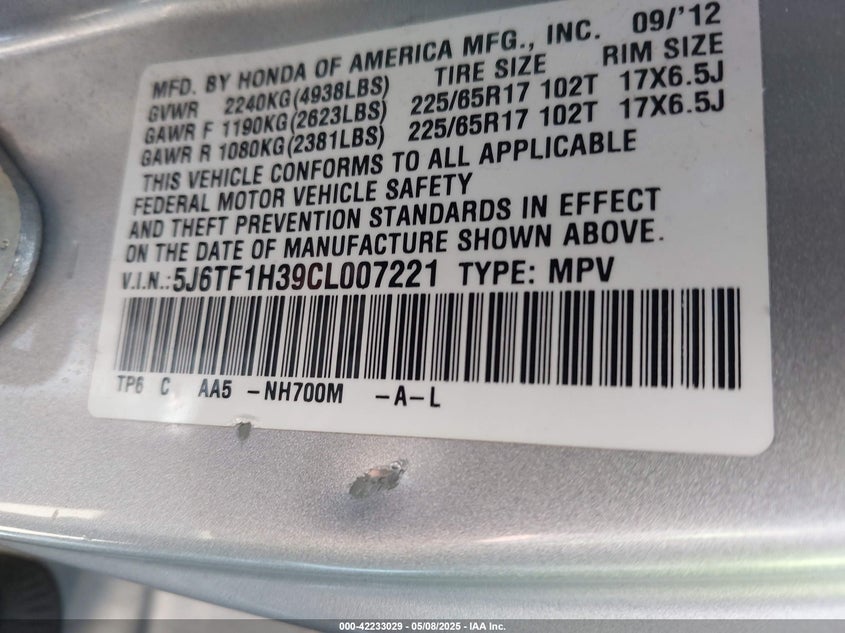 MFD. BY HONDA OF AMERICA MFG., INC. 09/'12
GVWR 2240KG(4938LBS) TIRE SIZE RIM SIZE
GAWR F 1190KG(2623LBS) 225/65R17 102T 17X6.5J
GAWR R 1080KG(2381LBS) 225/65R17 102T 17X6.5J
THIS VEHICLE CONFORMS TO ALL APPLICABLE
FEDERAL MOTOR VEHICLE SAFETY
AND THEFT PREVENTION STANDARDS IN EFFECT
ON THE DATE OF MANUFACTURE SHOWN ABOVE.
V.I.N.:5J6TF1H39CL007221 TYPE: MPV
TP6 C AA5 -NH700M -A-L
000-42233029 | 05/08/2025 - IAA Inc.